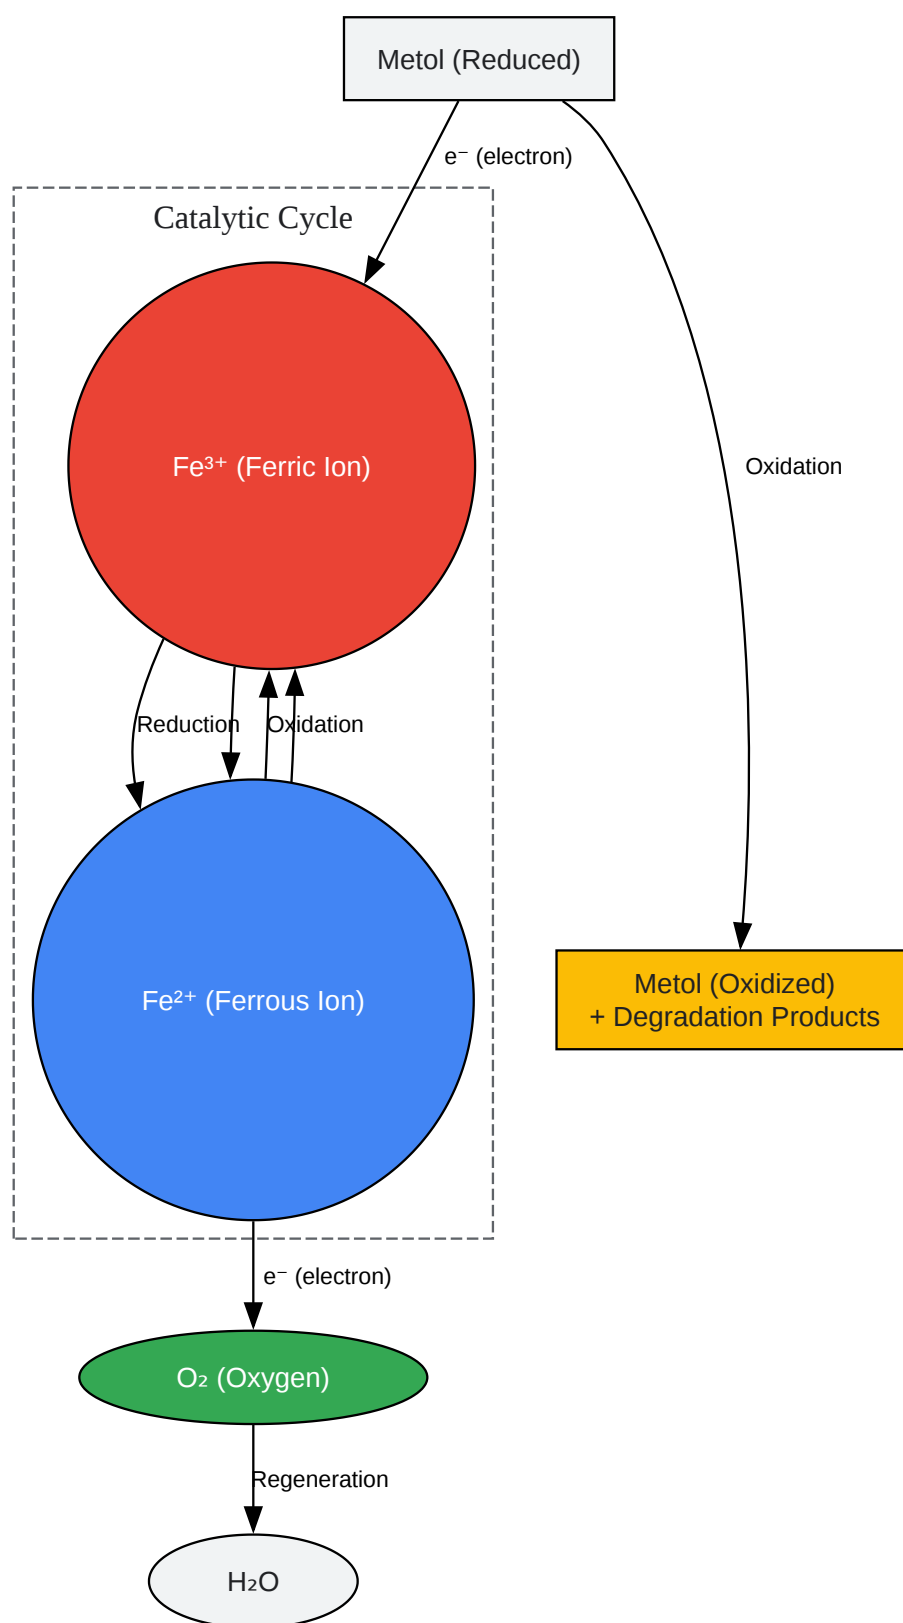 Metol (Reduced)
e⁻ (electron)
Catalytic Cycle
Fe³⁺ (Ferric Ion)
Oxidation
Reduction
Oxidation
Fe²⁺ (Ferrous Ion)
Metol (Oxidized)
+ Degradation Products
e⁻ (electron)
O₂ (Oxygen)
Regeneration
H₂O